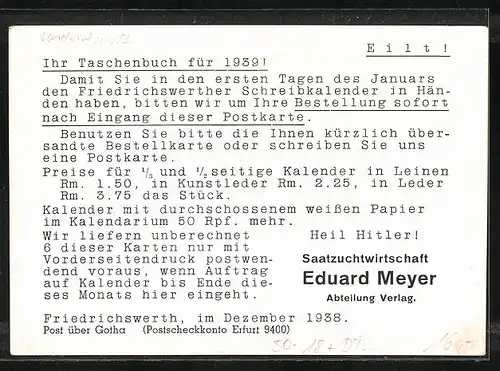 Eilt!
Ihr Taschenbuch für 1939!
Damit Sie in den ersten Tagen des Januars
den Friedrichswerther Schreibkalender in Hän-
den haben, bitten wir um Ihre Bestellung sofort
nach Eingang dieser Postkarte.
Benutzen Sie bitte die Ihnen kürzlich über-
sandte Bestellkarte oder schreiben Sie uns
eine Postkarte.
Preise für ¹/₃ und ¹/₂seitige Kalender in Leinen
Rm. 1.50, in Kunstleder Rm. 2.25, in Leder
Rm. 3.75 das Stück.
Kalender mit durchschossenem weißen Papier
im Kalendarium 50 Rpf. mehr.
Wir liefern unberechnet
6 dieser Karten nur mit
Vorderseitendruck postwen-
dend voraus, wenn Auftrag
auf Kalender bis Ende die-
ses Monats hier eingeht.
Heil Hitler!
Saatzuchtwirtschaft
Eduard Meyer
Abteilung Verlag.
Friedrichswerth, im Dezember 1938.
Post über Gotha (Postscheckkonto Erfurt 9400)